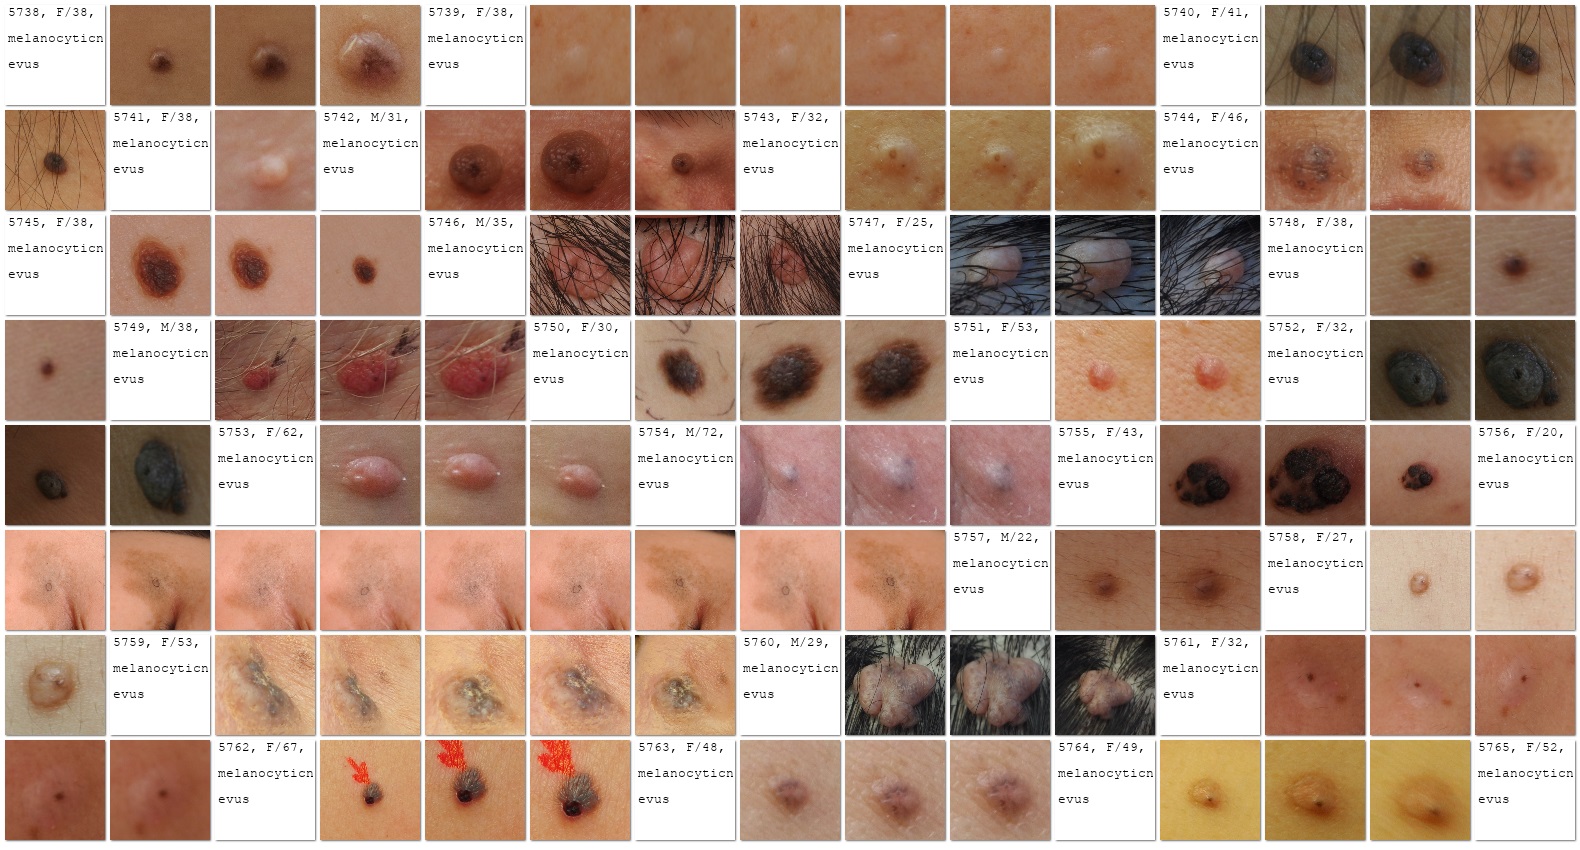 5738, F/38,
melanocyticn
evus
5739, F/38,
melanocyticn
evus
5740, F/41,
melanocyticn
evus
5741, F/38,
melanocyticn
evus
5742, M/31,
melanocyticn
evus
5743, F/32,
melanocyticn
evus
5744, F/46,
melanocyticn
evus
5745, F/38,
melanocyticn
evus
5746, M/35,
melanocyticn
evus
5747, F/25,
melanocyticn
evus
5748, F/38,
melanocyticn
evus
5749, M/38,
melanocyticn
evus
5750, F/30,
melanocyticn
evus
5751, F/53,
melanocyticn
evus
5752, F/32,
melanocyticn
evus
5753, F/62,
melanocyticn
evus
5754, M/72,
melanocyticn
evus
5755, F/43,
melanocyticn
evus
5756, F/20,
melanocyticn
evus
5757, M/22,
melanocyticn
evus
5758, F/27,
melanocyticn
evus
5759, F/53,
melanocyticn
evus
5760, M/29,
melanocyticn
evus
5761, F/32,
melanocyticn
evus
5762, F/67,
melanocyticn
evus
5763, F/48,
melanocyticn
evus
5764, F/49,
melanocyticn
evus
5765, F/52,
melanocyticn
evus